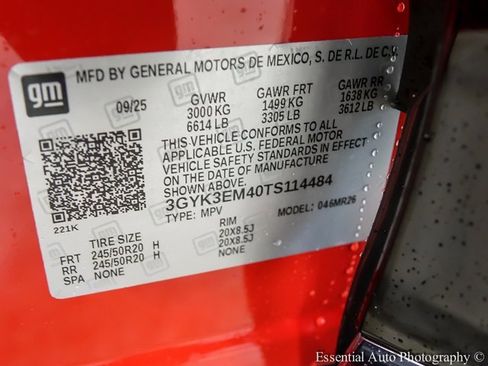 gm
MFD BY GENERAL MOTORS DE MEXICO, S. DE R.L. DE C.V.
09/25
GVWR
3000 KG
6614 LB
GAWR FRT
1499 KG
3305 LB
GAWR RR
1638 KG
3612 LB
THIS VEHICLE CONFORMS TO ALL
APPLICABLE U.S. FEDERAL MOTOR
VEHICLE SAFETY STANDARDS IN EFFECT
ON THE DATE OF MANUFACTURE
SHOWN ABOVE.
3GYK3EM40TS114484
TYPE: MPV
MODEL: 046MR26
221K
TIRE SIZE
RIM
FRT 245/50R20 H 20X8.5J
RR 245/50R20 H 20X8.5J
SPA NONE NONE
Essential Auto Photography ©